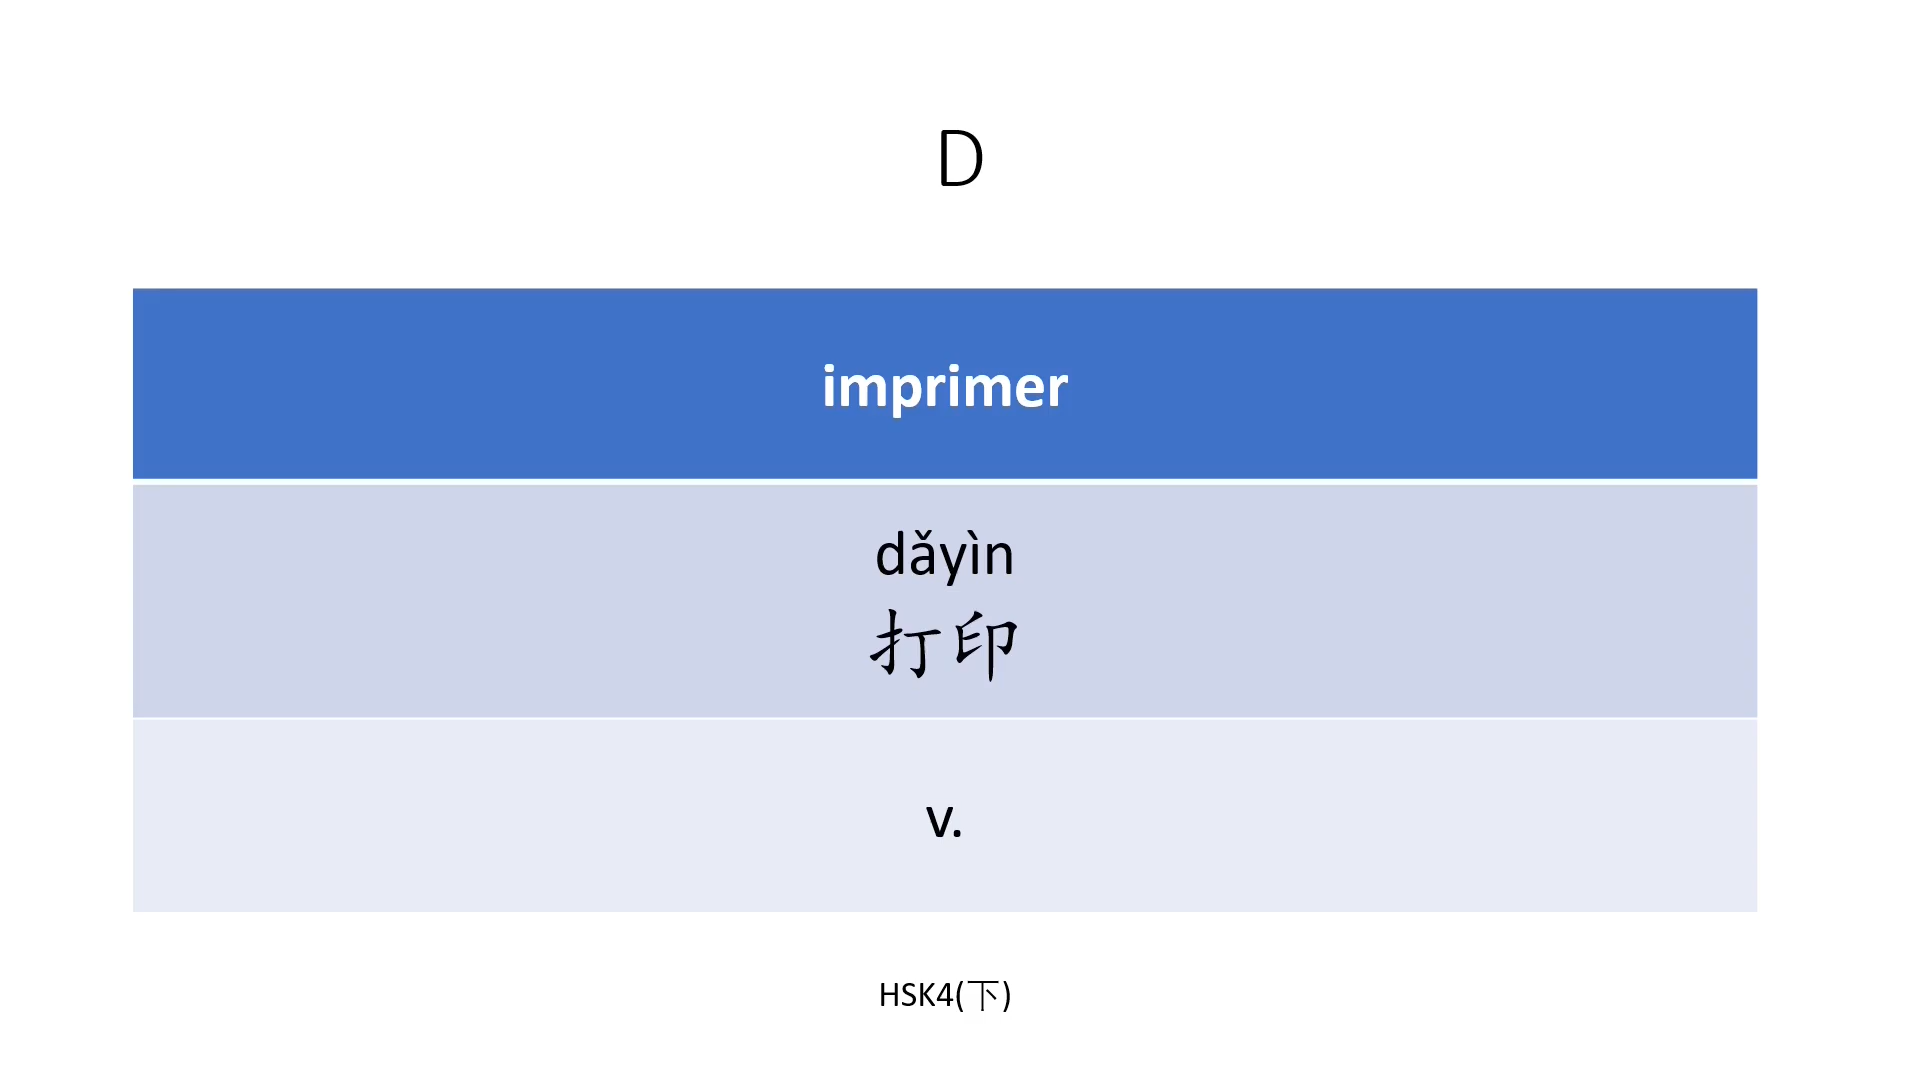 D
imprimer
dǎyìn
打印
v.
HSK4(下)